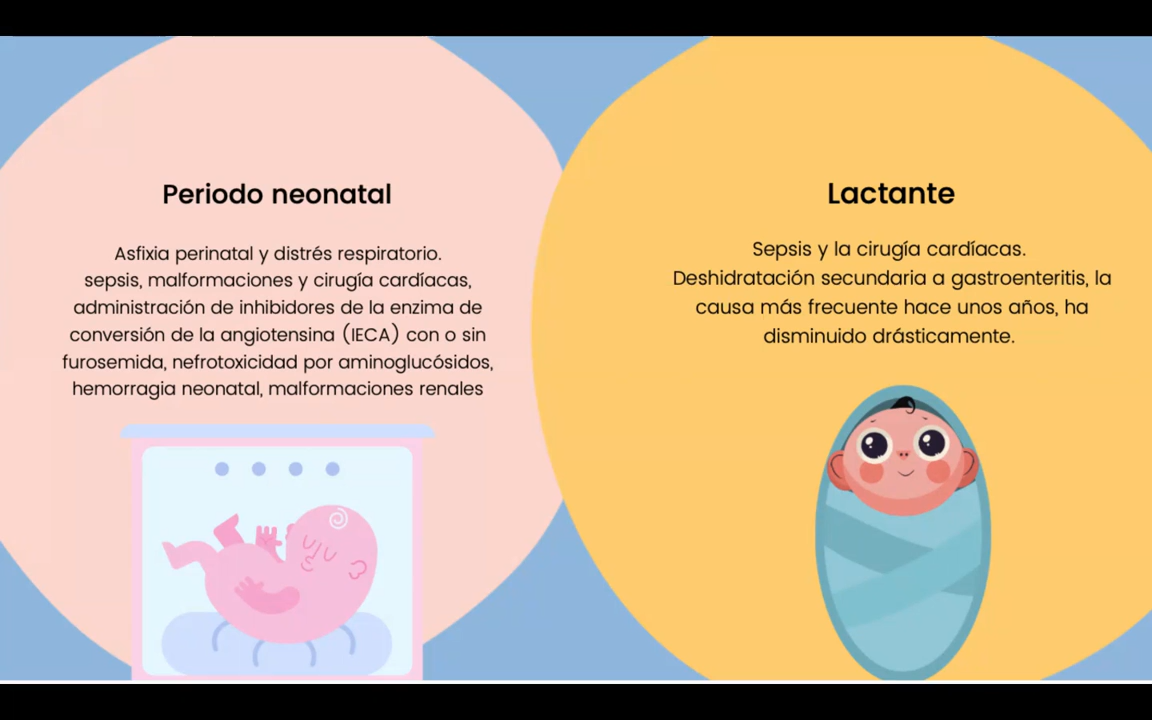 Periodo neonatal
Asfixia perinatal y distrés respiratorio.
sepsis, malformaciones y cirugía cardíacas,
administración de inhibidores de la enzima de
conversión de la angiotensina (IECA) con o sin
furosemida, nefrotoxicidad por aminoglucósidos,
hemorragia neonatal, malformaciones renales
Lactante
Sepsis y la cirugía cardíacas.
Deshidratación secundaria a gastroenteritis, la
causa más frecuente hace unos años, ha
disminuido drásticamente.